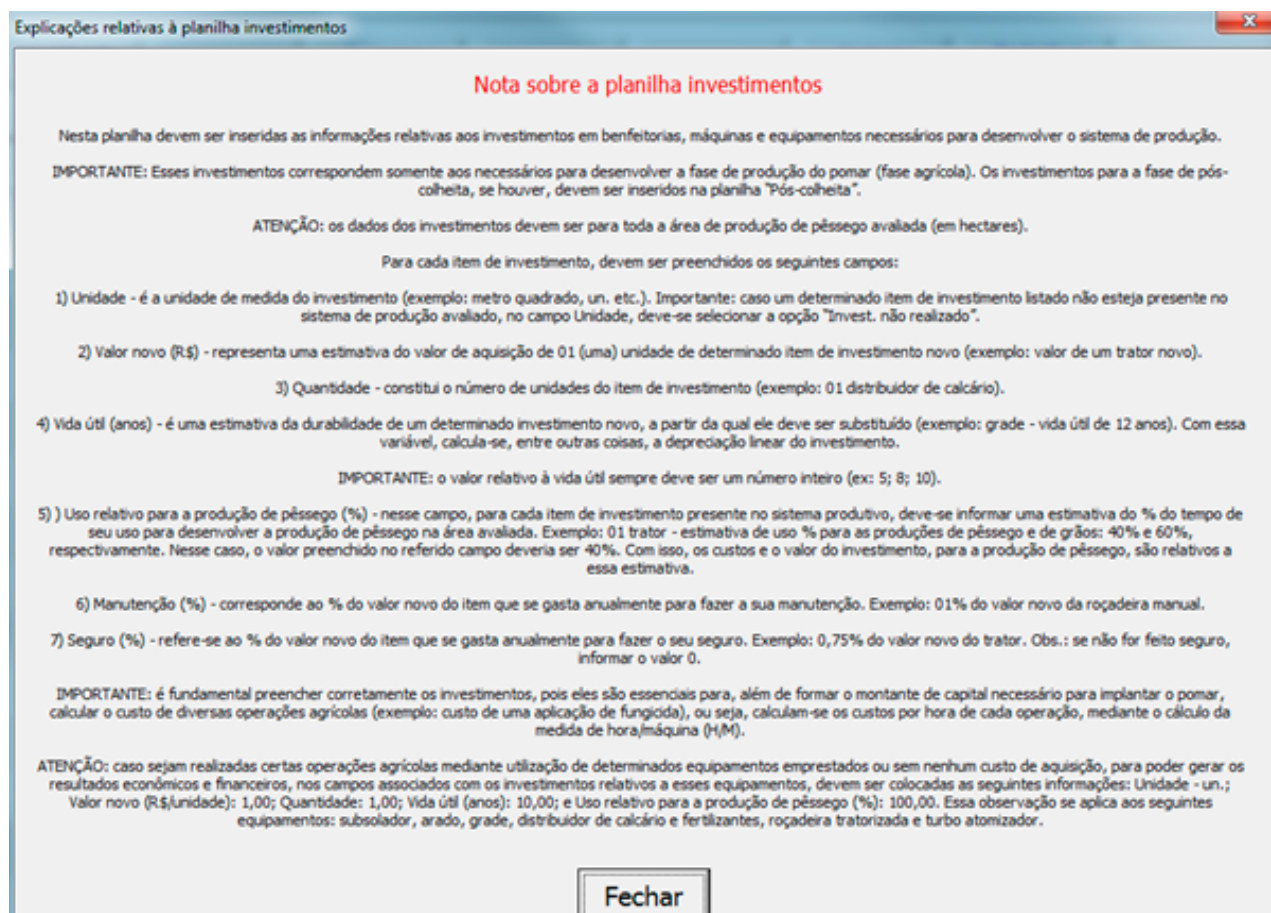 Explicações relativas à planilha investimentos
Nota sobre a planilha investimentos
Nesta planilha devem ser inseridas as informações relativas aos investimentos em benfeitorias, máquinas e equipamentos necessários para desenvolver o sistema de produção.
IMPORTANTE: Esses investimentos correspondem somente aos necessários para desenvolver a fase de produção do pomar (fase agrícola). Os investimentos para a fase de pós-
colheita, se houver, devem ser inseridos na planilha "Pós-colheita".
ATENÇÃO: os dados dos investimentos devem ser para toda a área de produção de pêssego avaliada (em hectares).
Para cada item de investimento, devem ser preenchidos os seguintes campos:
1) Unidade - é a unidade de medida do investimento (exemplo: metro quadrado, un. etc.). Importante: caso um determinado item de investimento listado não esteja presente no
sistema de produção avaliado, no campo Unidade, deve-se selecionar a opção "Invest. não realizado".
2) Valor novo (R$) - representa uma estimativa do valor de aquisição de 01 (uma) unidade de determinado item de investimento novo (exemplo: valor de um trator novo).
3) Quantidade - constitui o número de unidades do item de investimento (exemplo: 01 distribuidor de calcário).
4) Vida útil (anos) - é uma estimativa da durabilidade de um determinado investimento novo, a partir da qual ele deve ser substituído (exemplo: grade - vida útil de 12 anos). Com essa
variável, calcula-se, entre outras coisas, a depreciação linear do investimento.
IMPORTANTE: o valor relativo à vida útil sempre deve ser um número inteiro (ex: 5; 8; 10).
5) ) Uso relativo para a produção de pêssego (%) - nesse campo, para cada item de investimento presente no sistema produtivo, deve-se informar uma estimativa do % do tempo de
seu uso para desenvolver a produção de pêssego na área avaliada. Exemplo: 01 trator - estimativa de uso % para as produções de pêssego e de grãos: 40% e 60%,
respectivamente. Nesse caso, o valor preenchido no referido campo deveria ser 40%. Com isso, os custos e o valor do investimento, para a produção de pêssego, são relativos a
essa estimativa.
6) Manutenção (%) - corresponde ao % do valor novo do item que se gasta anualmente para fazer a sua manutenção. Exemplo: 01% do valor novo da roçadeira manual.
7) Seguro (%) - refere-se ao % do valor novo do item que se gasta anualmente para fazer o seu seguro. Exemplo: 0,75% do valor novo do trator. Obs.: se não for feito seguro,
informar o valor 0.
IMPORTANTE: é fundamental preencher corretamente os investimentos, pois eles são essenciais para, além de formar o montante de capital necessário para implantar o pomar,
calcular o custo de diversas operações agrícolas (exemplo: custo de uma aplicação de fungicida), ou seja, calculam-se os custos por hora de cada operação, mediante o cálculo da
medida de hora/máquina (H/M).
ATENÇÃO: caso sejam realizadas certas operações agrícolas mediante utilização de determinados equipamentos emprestados ou sem nenhum custo de aquisição, para poder gerar os
resultados econômicos e financeiros, nos campos associados com os investimentos relativos a esses equipamentos, devem ser colocadas as seguintes informações: Unidade - un.;
Valor novo (R$/unidade): 1,00; Quantidade: 1,00; Vida útil (anos): 10,00; e Uso relativo para a produção de pêssego (%): 100,00. Essa observação se aplica aos seguintes
equipamentos: subsolador, arado, grade, distribuidor de calcário e fertilizantes, roçadeira tratorizada e turbo atomizador.
Fechar